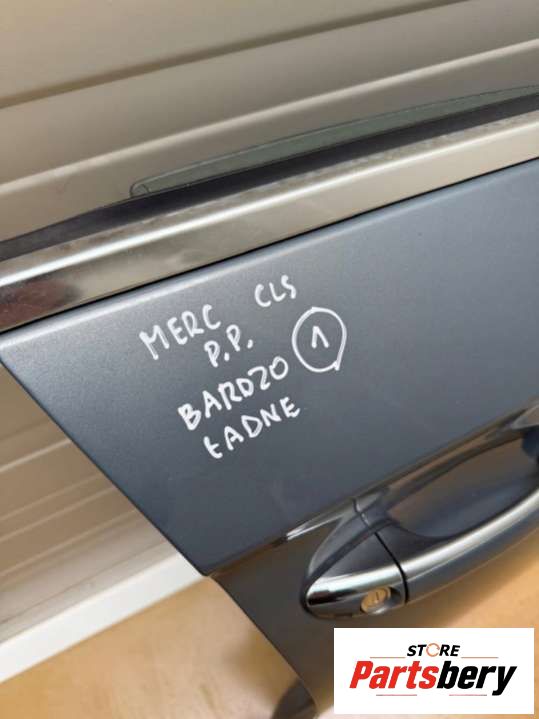 MERC CLS
P.P.
BARDZO 1
ŁADNE
STORE
Partsbery